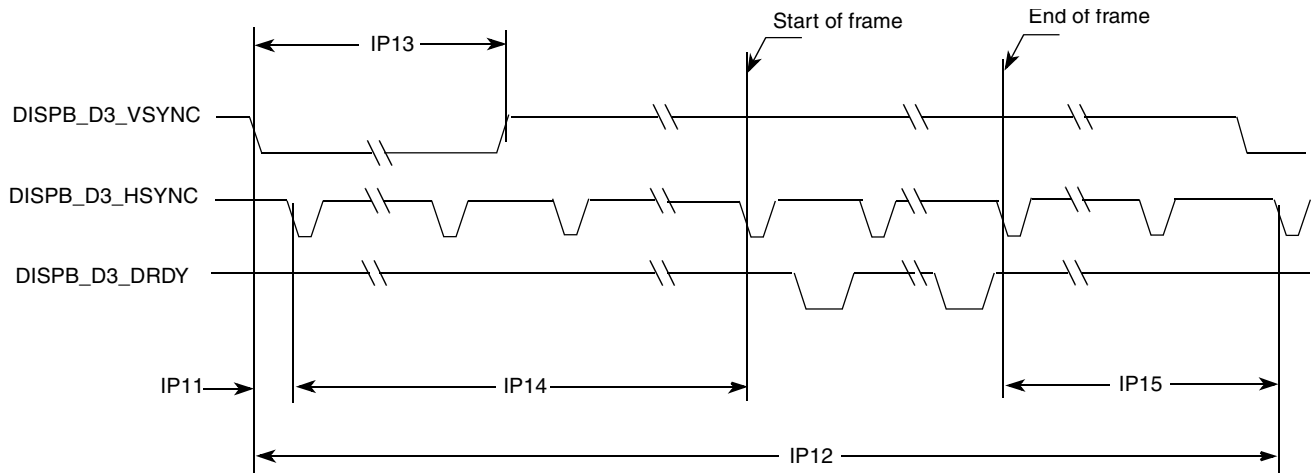 Start of frame
End of frame
IP13
DISPB_D3_VSYNC
DISPB_D3_HSYNC
DISPB_D3_DRDY
IP11
IP14
IP15
IP12